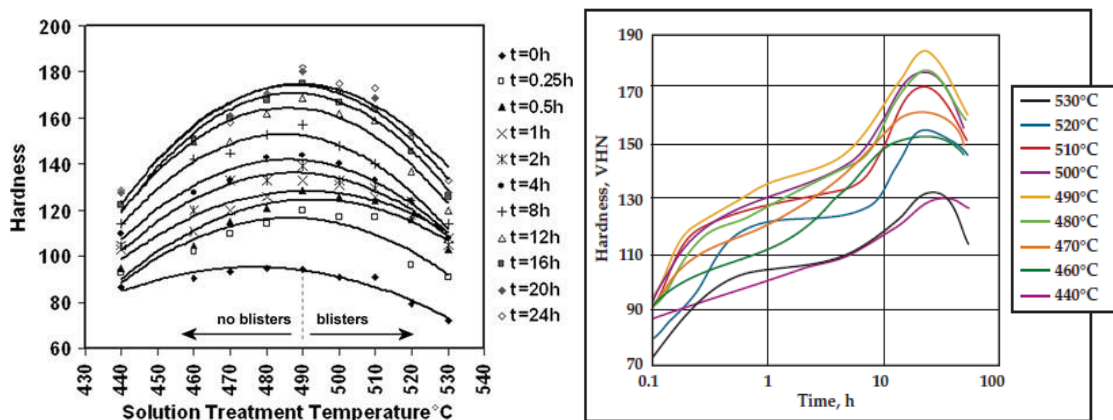 200
180
160
140
120
100
80
60
Hardness
430
440
450
460
470
480
490
500
510
520
530
540
Solution Treatment Temperature°C
no blisters
blisters
t=0h
t=0.25h
t=0.5h
t=1h
t=2h
t=4h
t=8h
t=12h
t=16h
t=20h
t=24h
190
170
150
130
110
90
70
Hardness, VHN
0.1
1
10
100
Time, h
530°C
520°C
510°C
500°C
490°C
480°C
470°C
460°C
440°C